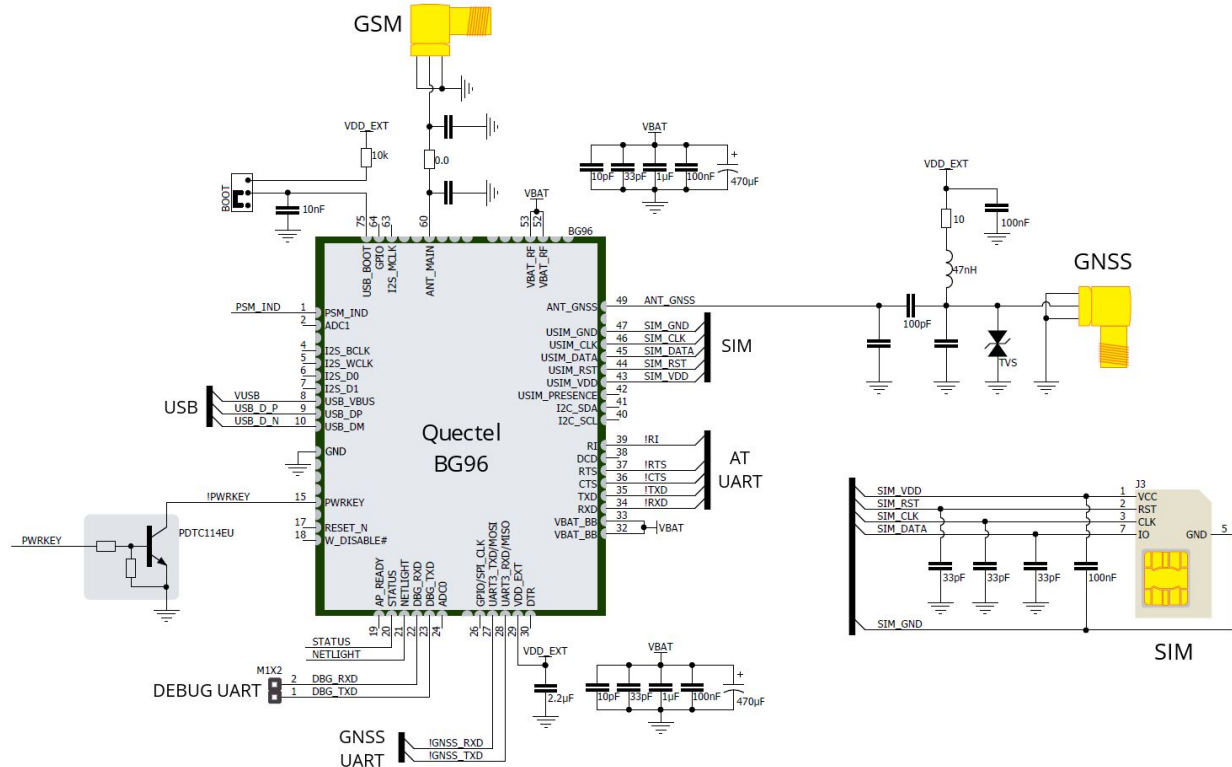 GSM
VDD_EXT
10k
0.0
BOOT
10nF
VBAT
10pF
33pF
1µF
100nF
470µF
VBAT
VDD_EXT
10
100nF
47nH
GNSS
100pF
TVS
75
64
63
60
53
52
BG96
USB_BOOT
GPIO
I2S_MCLK
ANT_MAIN
VBAT_RF
VBAT_RF
PSM_IND
1
PSM_IND
2
ADC1
4
I2S_BCLK
5
I2S_WCLK
6
I2S_D0
7
I2S_D1
USB
VUSB
8
USB_VBUS
USB_D_P
9
USB_DP
USB_D_N
10
USB_DM
GND
!PWRKEY
15
PWRKEY
17
RESET_N
18
W_DISABLE#
PWRKEY
PDTC114EU
Quectel
BG96
ANT_GNSS
49
ANT_GNSS
USIM_GND
47
SIM_GND
USIM_CLK
46
SIM_CLK
USIM_DATA
45
SIM_DATA
USIM_RST
44
SIM_RST
USIM_VDD
43
SIM_VDD
USIM_PRESENCE
42
I2C_SDA
41
I2C_SCL
40
SIM
RI
39
!RI
DCD
38
RTS
37
!RTS
CTS
36
!CTS
TXD
35
!TXD
RXD
34
!RXD
VBAT_BB
33
VBAT_BB
32
VBAT
AT
UART
AP_READY
STATUS
NETLIGHT
DBG_RXD
DBG_TXD
ADC0
GPIO/SPI_CLK
UART3_TXD/MOSI
UART3_RXD/MISO
VDD_EXT
DTR
19
20
21
22
23
24
26
27
28
29
30
STATUS
NETLIGHT
M1X2
2
DBG_RXD
1
DBG_TXD
DEBUG UART
GNSS
UART
!GNSS_RXD
!GNSS_TXD
VDD_EXT
2.2µF
VBAT
10pF
33pF
1µF
100nF
470µF
J3
SIM_VDD
1
VCC
SIM_RST
2
RST
SIM_CLK
3
CLK
SIM_DATA
7
IO
GND
5
33pF
33pF
33pF
100nF
SIM_GND
SIM